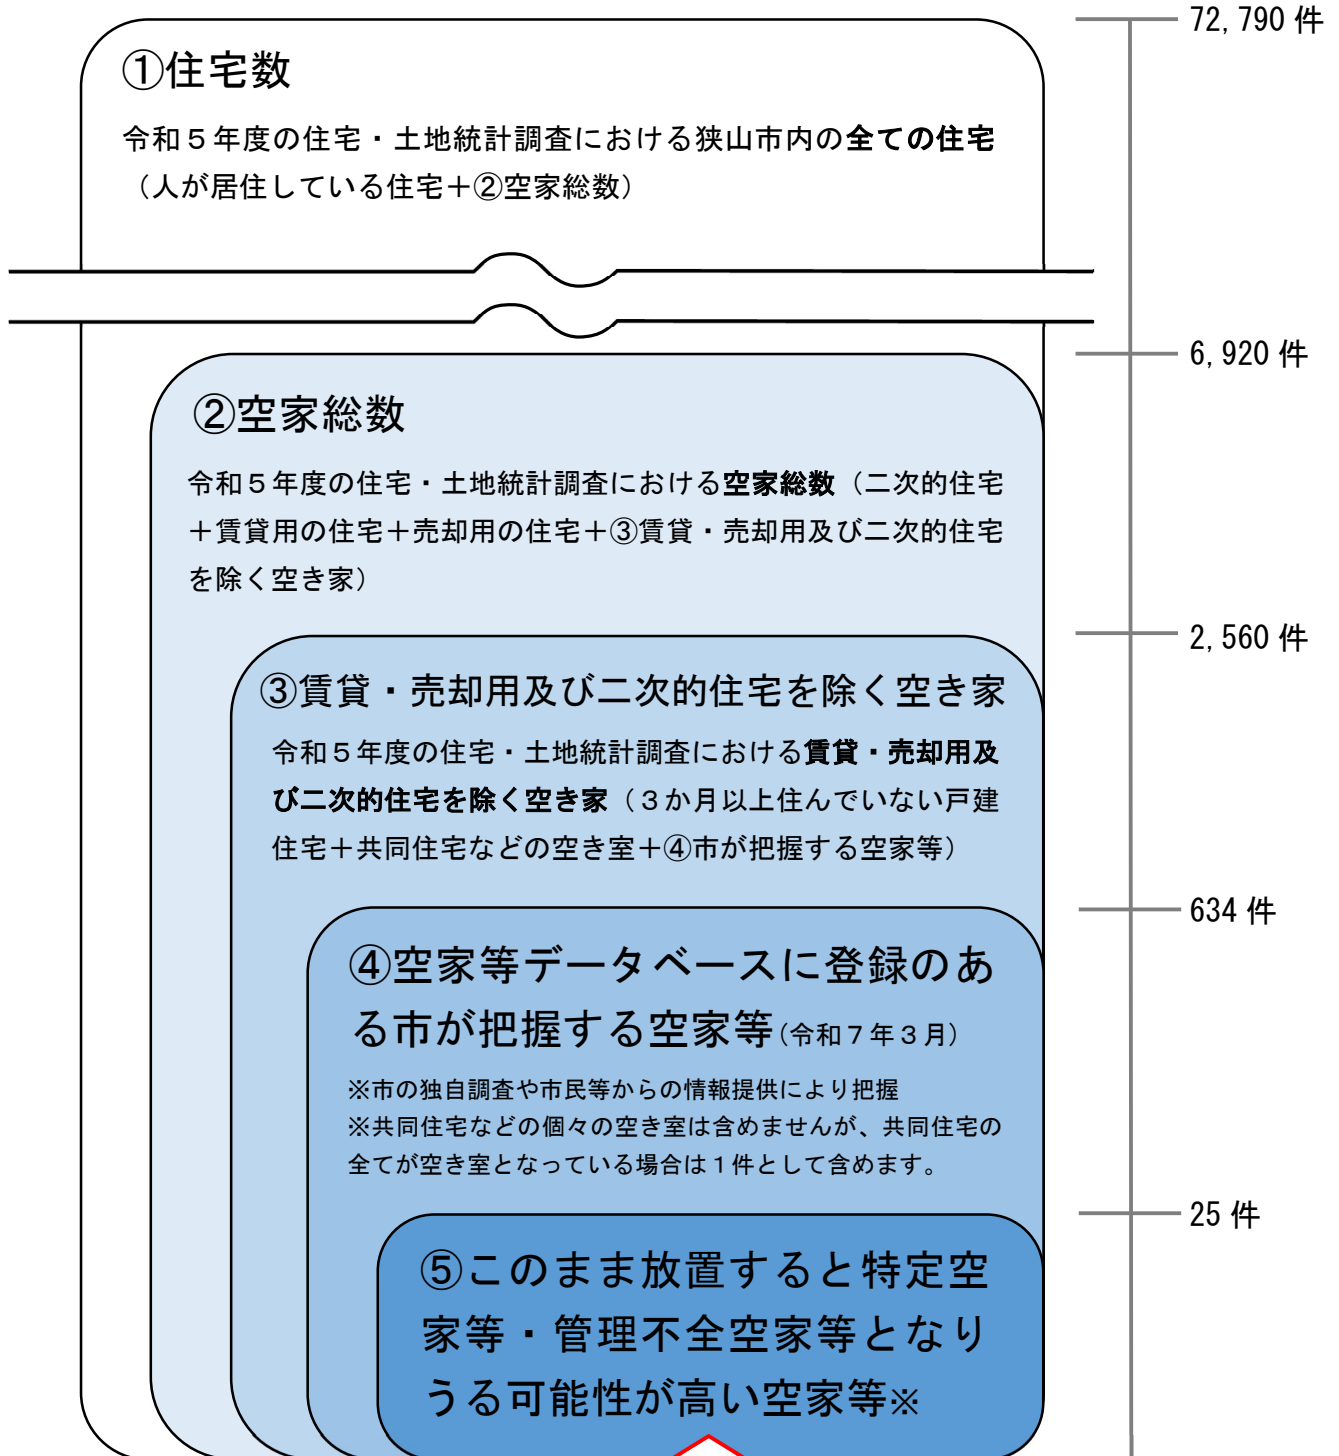 72,790 件
①住宅数
令和５年度の住宅・土地統計調査における狭山市内の全ての住宅
（人が居住している住宅＋②空家総数）
6,920 件
②空家総数
令和５年度の住宅・土地統計調査における空家総数（二次的住宅
＋賃貸用の住宅＋売却用の住宅＋③賃貸・売却用及び二次的住宅
を除く空き家）
2,560 件
③賃貸・売却用及び二次的住宅を除く空き家
令和５年度の住宅・土地統計調査における賃貸・売却用及
び二次的住宅を除く空き家（３か月以上住んでいない戸建
住宅＋共同住宅などの空き室＋④市が把握する空家等）
634 件
④空家等データベースに登録のあ
る市が把握する空家等(令和７年３月)
※市の独自調査や市民等からの情報提供により把握
※共同住宅などの個々の空き室は含めませんが、共同住宅の
全てが空き室となっている場合は１件として含めます。
25 件
⑤このまま放置すると特定空
家等・管理不全空家等となり
うる可能性が高い空家等※